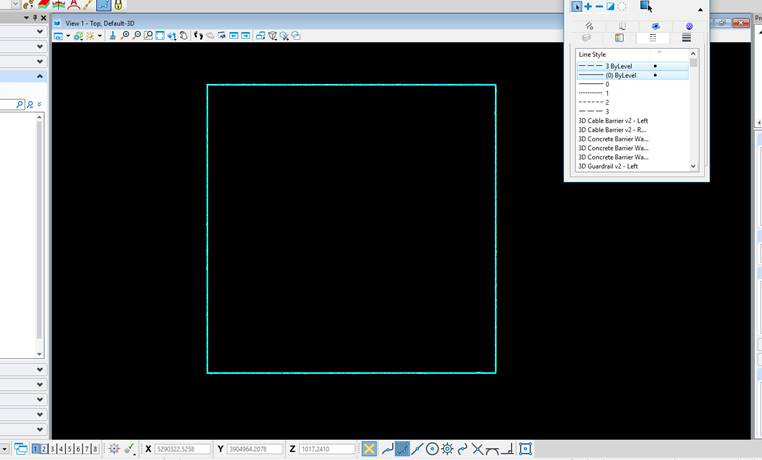 View 1 - Top, Default-3D
Line Style
3 ByLevel
(0) ByLevel
0
1
2
3
3D Cable Barrier v2 - Left
3D Cable Barrier v2 - R...
3D Concrete Barrier Wa...
3D Concrete Barrier Wa...
3D Concrete Barrier Wa...
3D Guardrail v2 - Left
1 2 3 4 5 6 7 8 X 5290322.5258 Y 3904964.2078 Z 1017.2410